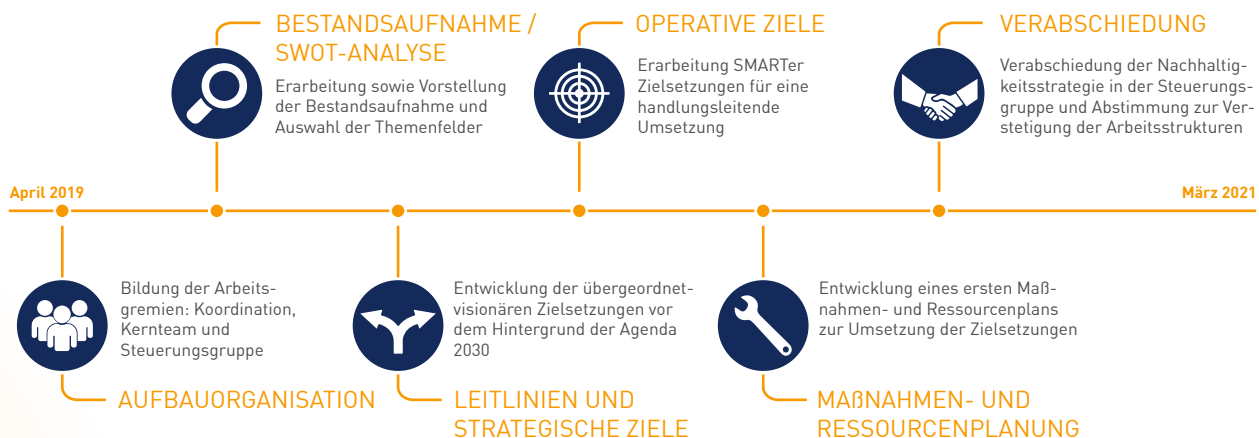 BESTANDSAUFNAHME /
SWOT-ANALYSE
Erarbeitung sowie Vorstellung
der Bestandsaufnahme und
Auswahl der Themenfelder
OPERATIVE ZIELE
Erarbeitung SMARTer
Zielsetzungen für eine
handlungsleitende
Umsetzung
VERABSCHIEDUNG
Verabschiedung der Nachhaltig-
keitsstrategie in der Steuerungs-
gruppe und Abstimmung zur Ver-
stetigung der Arbeitsstrukturen
April 2019
März 2021
Bildung der Arbeits-
gremien: Koordination,
Kernteam und
Steuerungsgruppe
AUFBAUORGANISATION
Entwicklung der übergeordnet-
visionären Zielsetzungen vor
dem Hintergrund der Agenda
2030
LEITLINIEN UND
STRATEGISCHE ZIELE
Entwicklung eines ersten Maß-
nahmen- und Ressourcenplans
zur Umsetzung der Zielsetzungen
MAßNAHMEN- UND
RESSOURCENPLANUNG